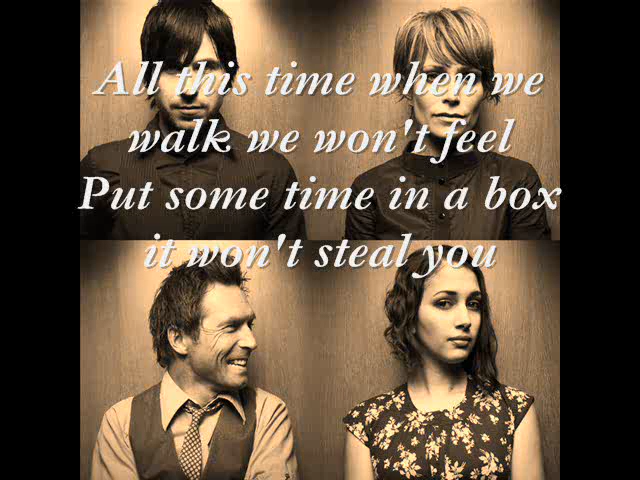 All this time when we
walk we won't feel
Put some time in a box
it won't steal you